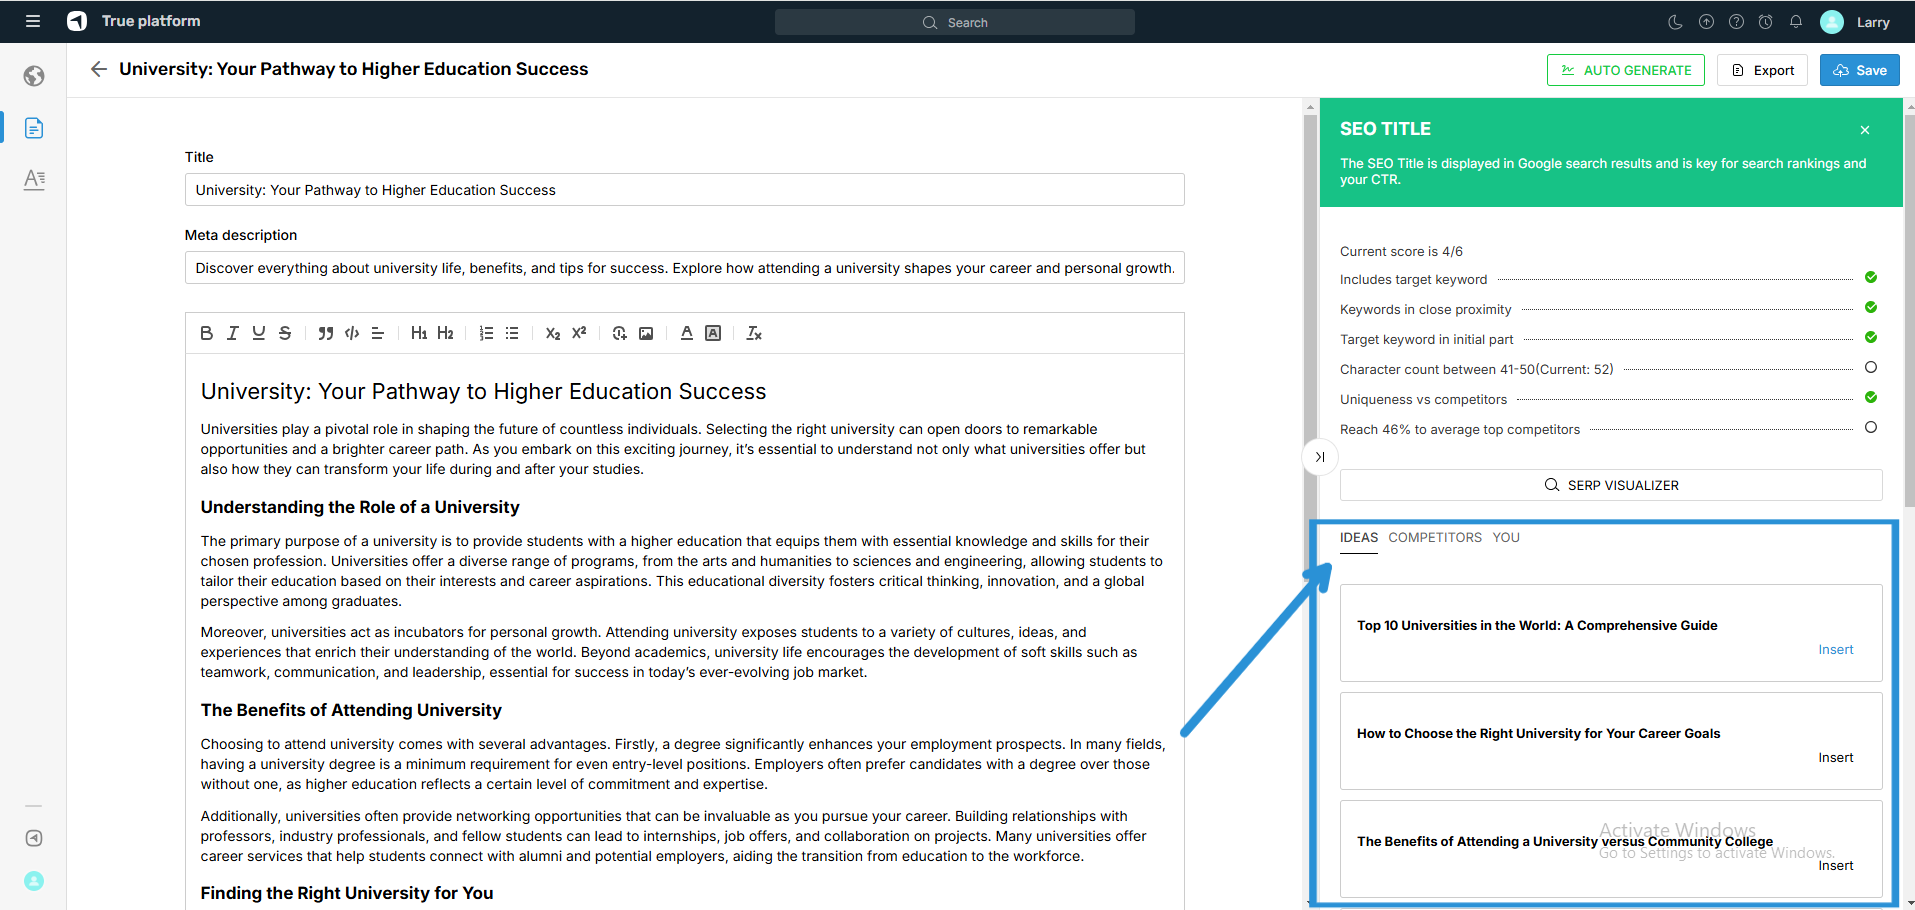 True platform
Search
Larry
University: Your Pathway to Higher Education Success
AUTO GENERATE
Export
Save
Title
University: Your Pathway to Higher Education Success
Meta description
Discover everything about university life, benefits, and tips for success. Explore how attending a university shapes your career and personal growth.
B I U S
H1 H2
X2 X2
A A
Tx
University: Your Pathway to Higher Education Success
Universities play a pivotal role in shaping the future of countless individuals. Selecting the right university can open doors to remarkable
opportunities and a brighter career path. As you embark on this exciting journey, it’s essential to understand not only what universities offer but
also how they can transform your life during and after your studies.
Understanding the Role of a University
The primary purpose of a university is to provide students with a higher education that equips them with essential knowledge and skills for their
chosen profession. Universities offer a diverse range of programs, from the arts and humanities to sciences and engineering, allowing students to
tailor their education based on their interests and career aspirations. This educational diversity fosters critical thinking, innovation, and a global
perspective among graduates.
Moreover, universities act as incubators for personal growth. Attending university exposes students to a variety of cultures, ideas, and
experiences that enrich their understanding of the world. Beyond academics, university life encourages the development of soft skills such as
teamwork, communication, and leadership, essential for success in today’s ever-evolving job market.
The Benefits of Attending University
Choosing to attend university comes with several advantages. Firstly, a degree significantly enhances your employment prospects. In many fields,
having a university degree is a minimum requirement for even entry-level positions. Employers often prefer candidates with a degree over those
without one, as higher education reflects a certain level of commitment and expertise.
Additionally, universities often provide networking opportunities that can be invaluable as you pursue your career. Building relationships with
professors, industry professionals, and fellow students can lead to internships, job offers, and collaboration on projects. Many universities offer
career services that help students connect with alumni and potential employers, aiding the transition from education to the workforce.
Finding the Right University for You
SEO TITLE
The SEO Title is displayed in Google search results and is key for search rankings and
your CTR.
Current score is 4/6
Includes target keyword
Keywords in close proximity
Target keyword in initial part
Character count between 41-50(Current: 52)
Uniqueness vs competitors
Reach 46% to average top competitors
SERP VISUALIZER
IDEAS COMPETITORS YOU
Top 10 Universities in the World: A Comprehensive Guide
Insert
How to Choose the Right University for Your Career Goals
Insert
The Benefits of Attending a University versus Community College
Insert
Activate Windows
Go to Settings to activate Windows.